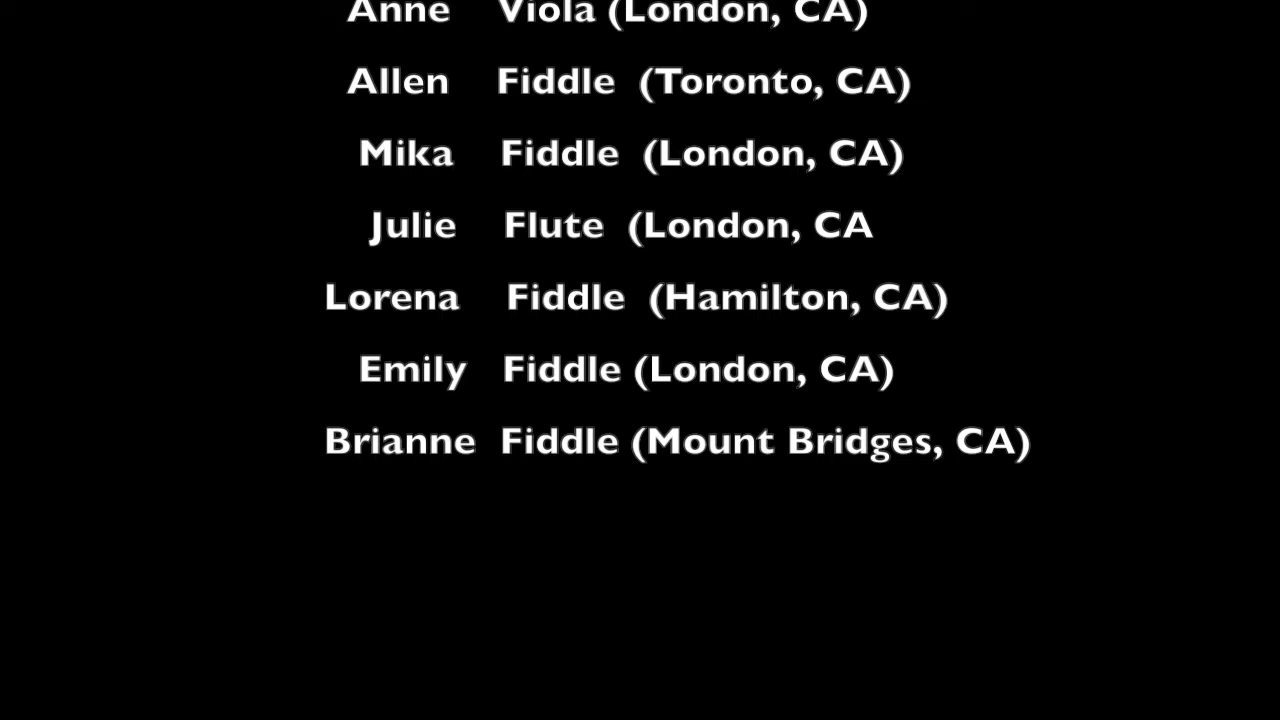 Anne Viola (London, CA)
Allen Fiddle (Toronto, CA)
Mika Fiddle (London, CA)
Julie Flute (London, CA
Lorena Fiddle (Hamilton, CA)
Emily Fiddle (London, CA)
Brianne Fiddle (Mount Bridges, CA)